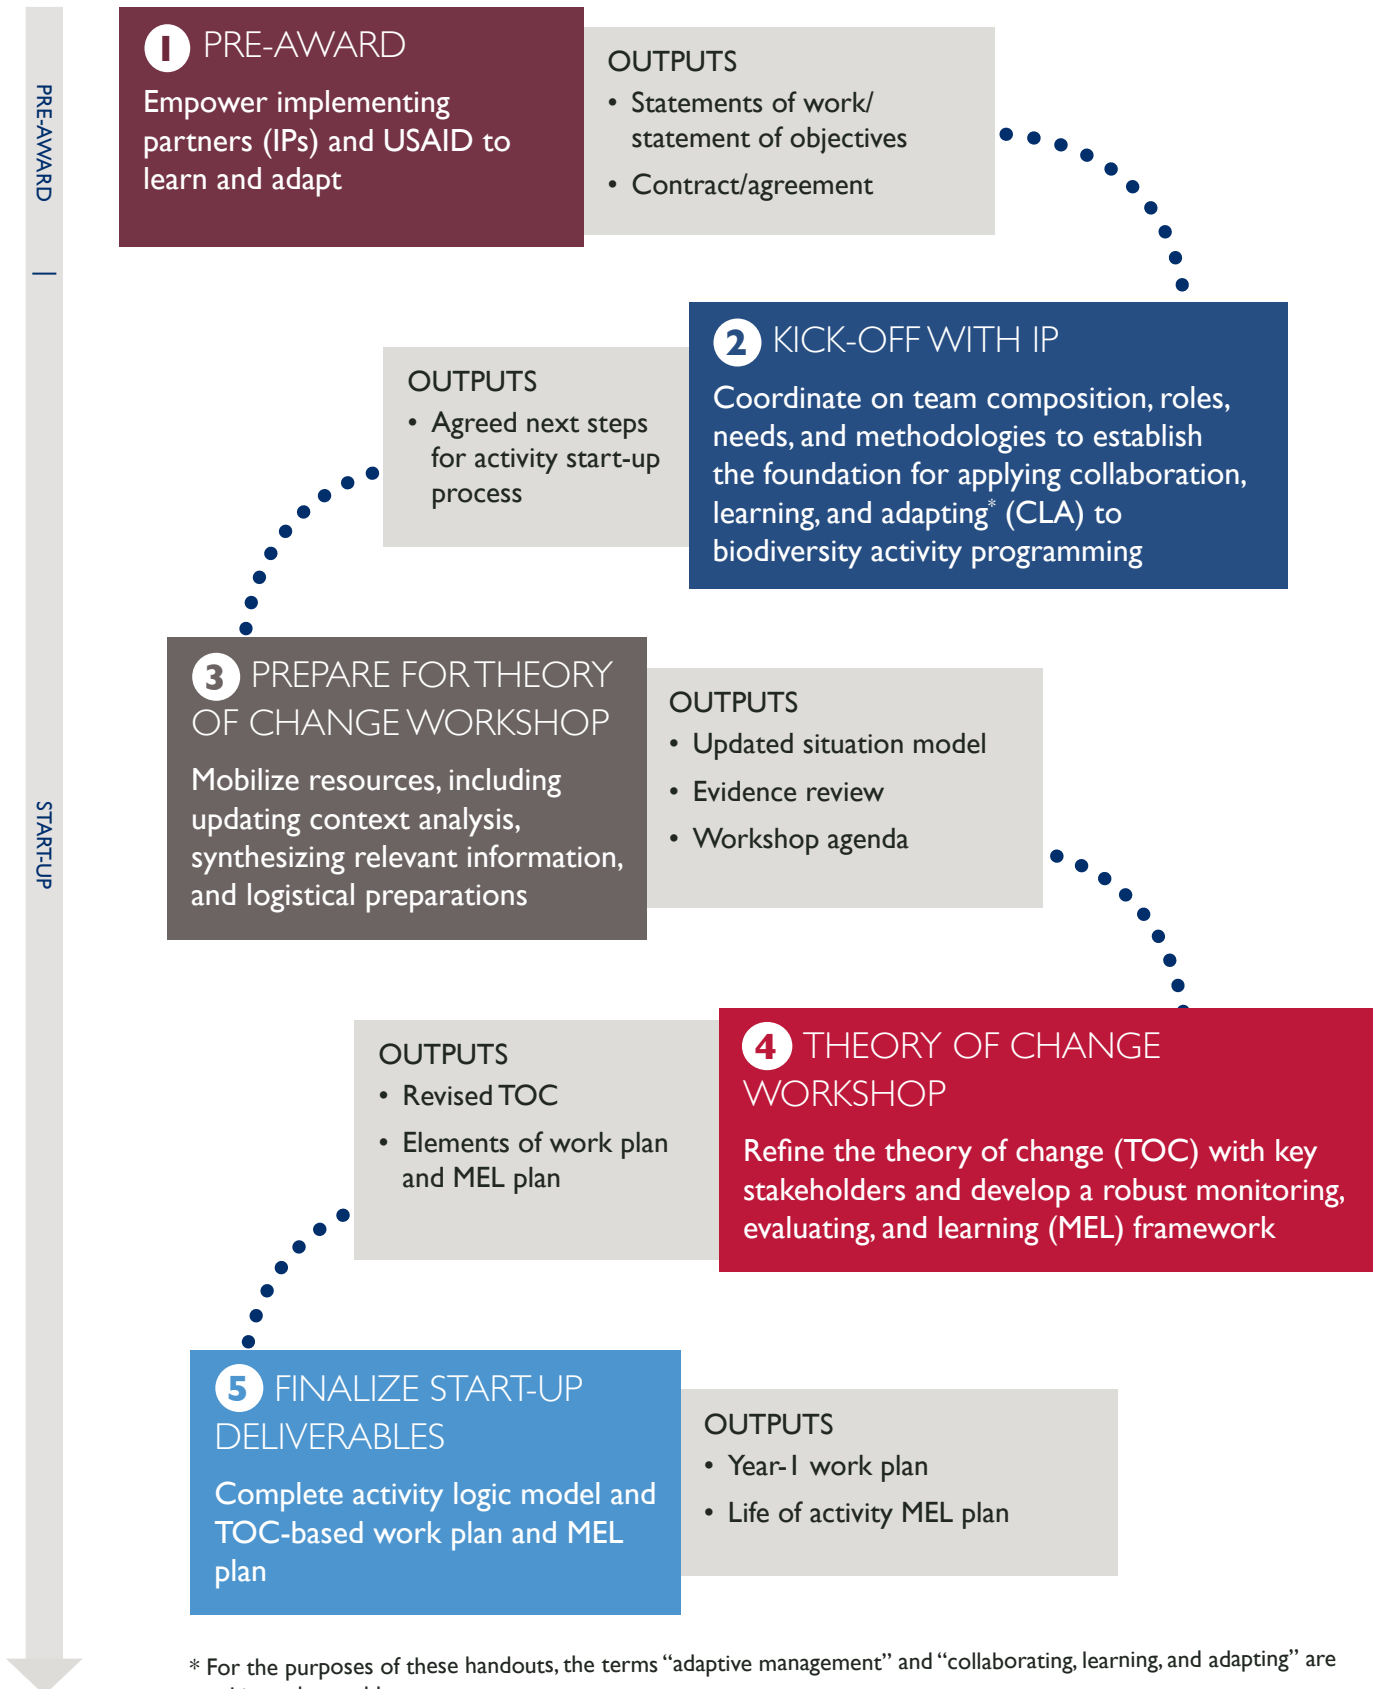 PRE-AWARD
START-UP
1 PRE-AWARD
Empower implementing
partners (IPs) and USAID to
learn and adapt
OUTPUTS
• Statements of work/
statement of objectives
• Contract/agreement
2 KICK-OFF WITH IP
Coordinate on team composition, roles,
needs, and methodologies to establish
the foundation for applying collaboration,
learning, and adapting* (CLA) to
biodiversity activity programming
OUTPUTS
• Agreed next steps
for activity start-up
process
3 PREPARE FOR THEORY
OF CHANGE WORKSHOP
Mobilize resources, including
updating context analysis,
synthesizing relevant information,
and logistical preparations
OUTPUTS
• Updated situation model
• Evidence review
• Workshop agenda
4 THEORY OF CHANGE
WORKSHOP
Refine the theory of change (TOC) with key
stakeholders and develop a robust monitoring,
evaluating, and learning (MEL) framework
OUTPUTS
• Revised TOC
• Elements of work plan
and MEL plan
5 FINALIZE START-UP
DELIVERABLES
Complete activity logic model and
TOC-based work plan and MEL
plan
OUTPUTS
• Year-1 work plan
• Life of activity MEL plan
* For the purposes of these handouts, the terms “adaptive management” and “collaborating, learning, and adapting” are